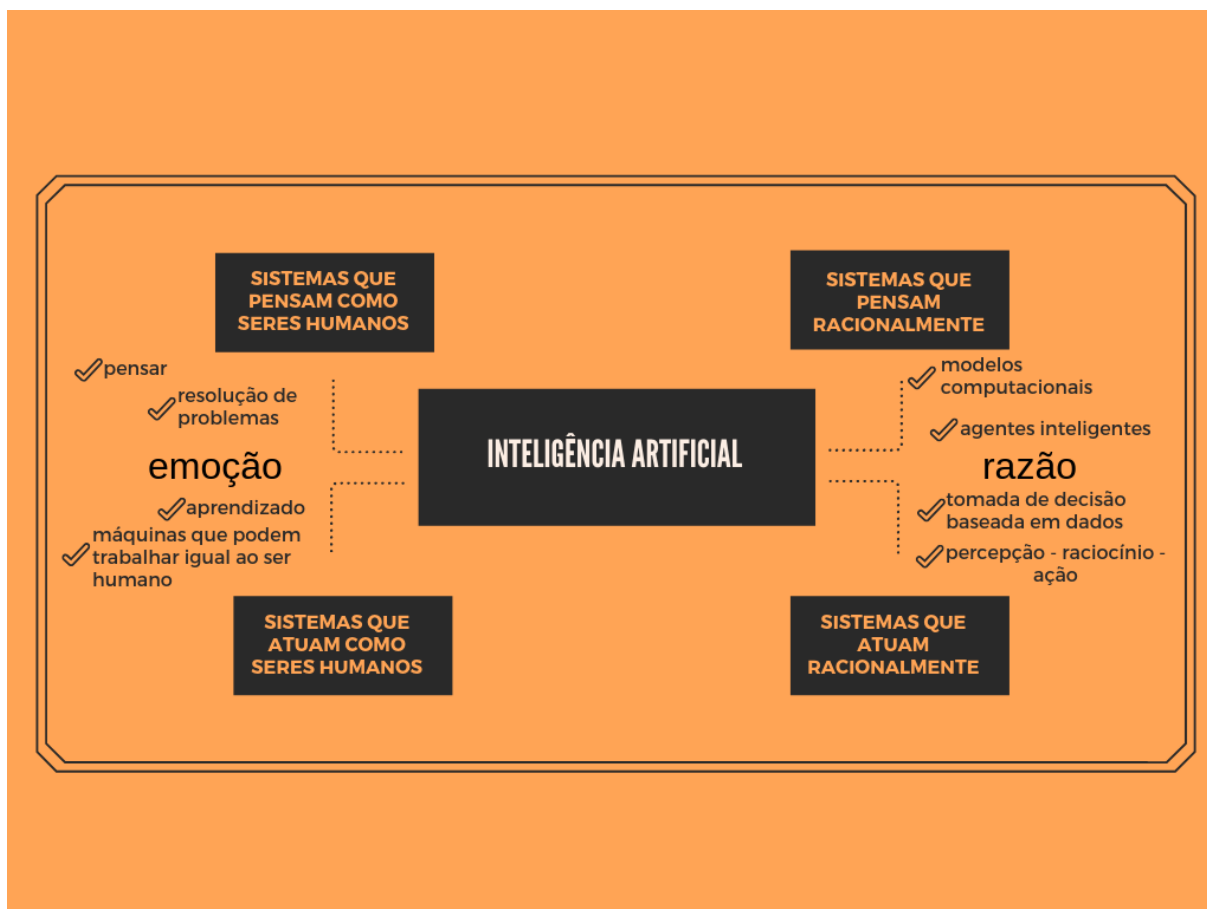 SISTEMAS QUE
PENSAM COMO
SERES HUMANOS
pensar
resolução de
problemas
emoção
aprendizado
máquinas que podem
trabalhar igual ao ser
humano
SISTEMAS QUE
ATUAM COMO
SERES HUMANOS
INTELIGÊNCIA ARTIFICIAL
SISTEMAS QUE
PENSAM
RACIONALMENTE
modelos
computacionais
agentes inteligentes
razão
tomada de decisão
baseada em dados
percepção - raciocínio -
ação
SISTEMAS QUE
ATUAM
RACIONALMENTE